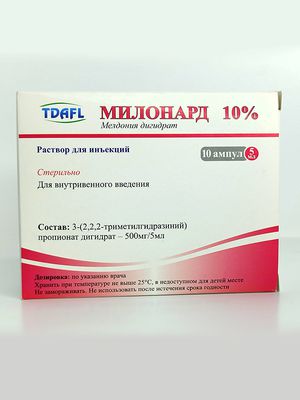 TDAFL МИЛОНАРД 10%
Мелдония дигидрат
Раствор для инъекций
10 ампул 5 мл
Стерильно
Для внутривенного введения
Состав: 3-(2,2,2-триметилгидразиний)
пропионат дигидрат – 500мг/5мл
Дозировка: по указанию врача
Хранить при температуре не выше 25°С, в недоступном для детей месте
Не замораживать. Не использовать после истечения срока годности